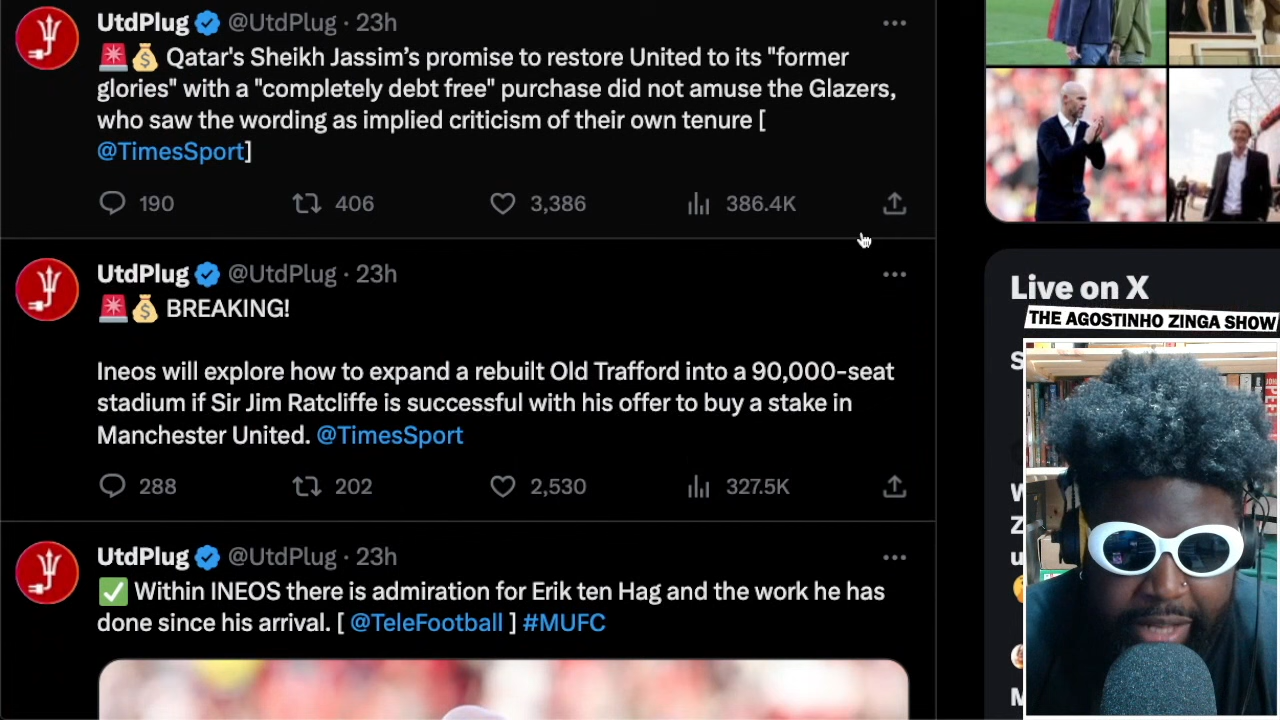 UtdPlug @UtdPlug · 23h
🚨💰 Qatar's Sheikh Jassim’s promise to restore United to its "former
glories" with a "completely debt free" purchase did not amuse the Glazers,
who saw the wording as implied criticism of their own tenure [
@TimesSport]
190 406 3,386 386.4K
UtdPlug @UtdPlug · 23h
🚨💰 BREAKING!
Ineos will explore how to expand a rebuilt Old Trafford into a 90,000-seat
stadium if Sir Jim Ratcliffe is successful with his offer to buy a stake in
Manchester United. @TimesSport
288 202 2,530 327.5K
UtdPlug @UtdPlug · 23h
✅ Within INEOS there is admiration for Erik ten Hag and the work he has
done since his arrival. [ @TeleFootball ] #MUFC
Live on X
THE AGOSTINHO ZINGA SHOW